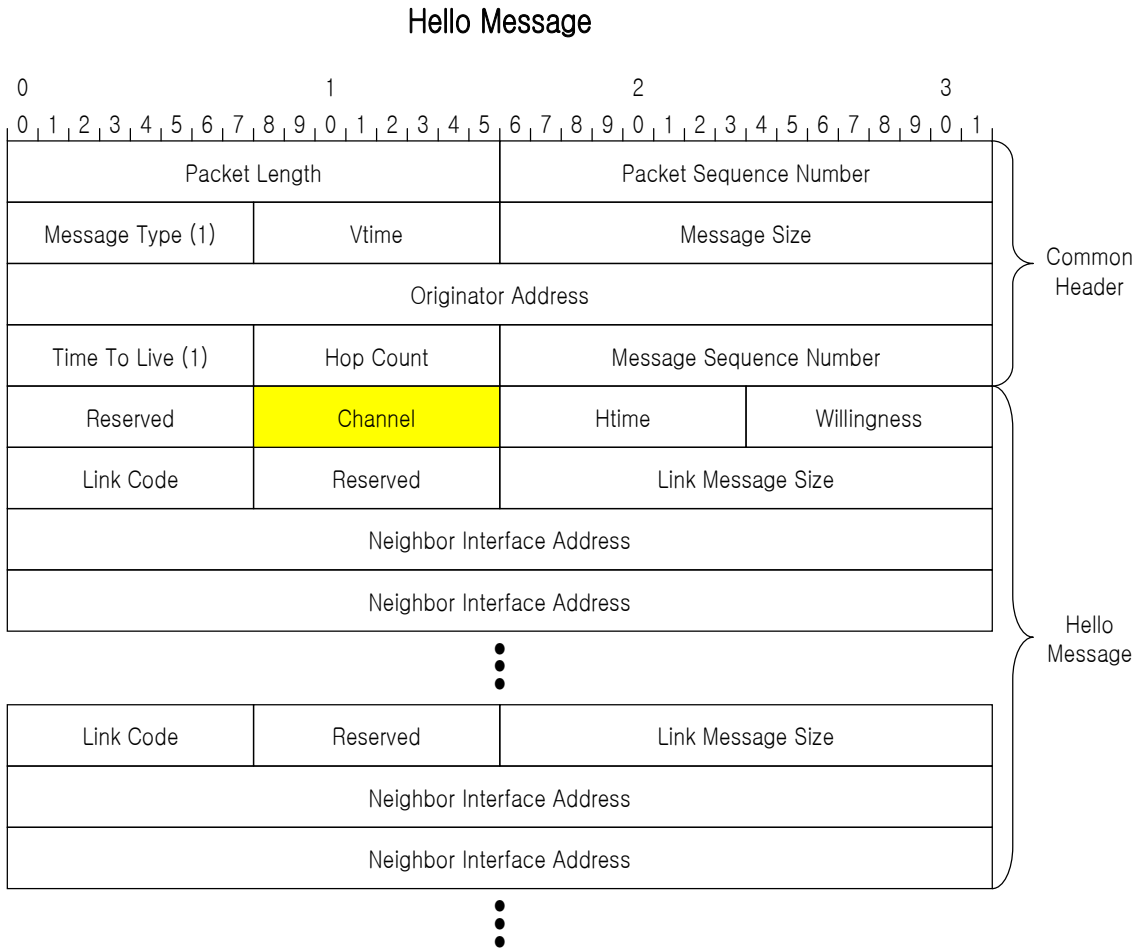 Hello Message
0 1 2 3
0 1 2 3 4 5 6 7 8 9 0 1 2 3 4 5 6 7 8 9 0 1 2 3 4 5 6 7 8 9 0 1
Packet Length Packet Sequence Number
Message Type (1) Vtime Message Size
Originator Address
Time To Live (1) Hop Count Message Sequence Number
Common
Header
Reserved Channel Htime Willingness
Link Code Reserved Link Message Size
Neighbor Interface Address
Neighbor Interface Address
Link Code Reserved Link Message Size
Neighbor Interface Address
Neighbor Interface Address
Hello
Message